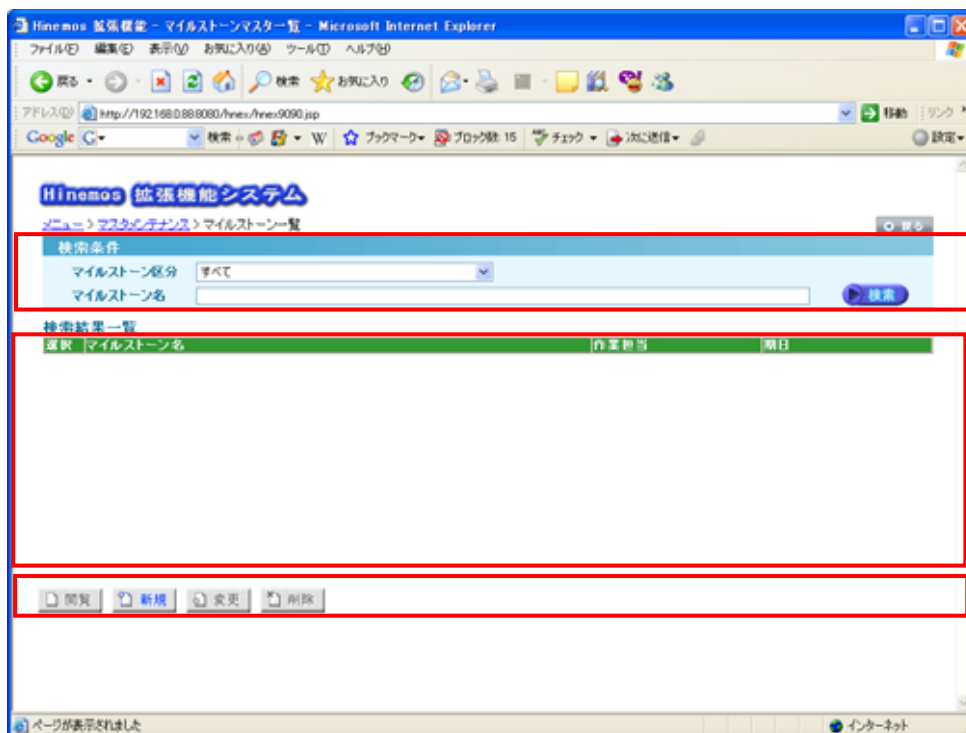 Hinemos 拡張機能 - マイルストーンマスター覧 - Microsoft Internet Explorer
ファイル(F) 編集(E) 表示(V) お気に入り(A) ツール(T) ヘルプ(H)
戻る 検索 お気に入り
アドレス(D) http://192.168.0.88:8080/hnex/hnex9090.jsp 移動 リンク
Google G 検索 W ブックマーク ブロック数: 15 チェック 次に送信 設定
Hinemos 拡張機能システム
メニュー > マスタメンテナンス > マイルストーン一覧 戻る
検索条件
マイルストーン区分 すべて
マイルストーン名 検索
検索結果一覧
選択 マイルストーン名 作業担当 期日
閲覧 新規 変更 削除
ページが表示されました インターネット